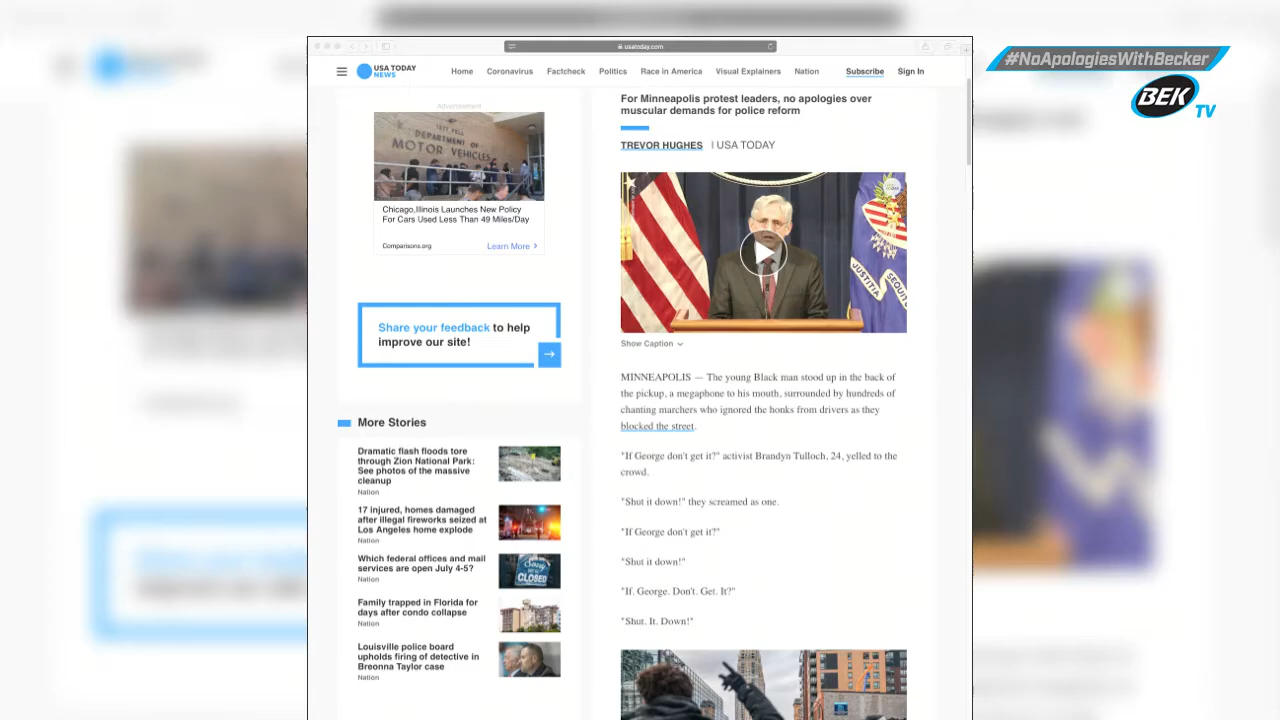 #NoApologiesWithBecker
BEK TV
usatoday.com
USA TODAY
NEWS
Home
Coronavirus
Factcheck
Politics
Race in America
Visual Explainers
Nation
Subscribe
Sign In
Advertisement
DEPARTMENT OF
MOTOR VEHICLES
Chicago,Illinois Launches New Policy
For Cars Used Less Than 49 Miles/Day
Comparisons.org
Learn More
Share your feedback to help
improve our site!
More Stories
Dramatic flash floods tore
through Zion National Park:
See photos of the massive
cleanup
Nation
17 injured, homes damaged
after illegal fireworks seized at
Los Angeles home explode
Nation
Which federal offices and mail
services are open July 4-5?
Nation
Sorry
CLOSED
Family trapped in Florida for
days after condo collapse
Nation
Louisville police board
upholds firing of detective in
Breonna Taylor case
Nation
For Minneapolis protest leaders, no apologies over
muscular demands for police reform
TREVOR HUGHES | USA TODAY
JUSTITIA
Show Caption
MINNEAPOLIS — The young Black man stood up in the back of
the pickup, a megaphone to his mouth, surrounded by hundreds of
chanting marchers who ignored the honks from drivers as they
blocked the street.
"If George don't get it?" activist Brandyn Tulloch, 24, yelled to the
crowd.
"Shut it down!" they screamed as one.
"If George don't get it?"
"Shut it down!"
"If. George. Don't. Get. It?"
"Shut. It. Down!"